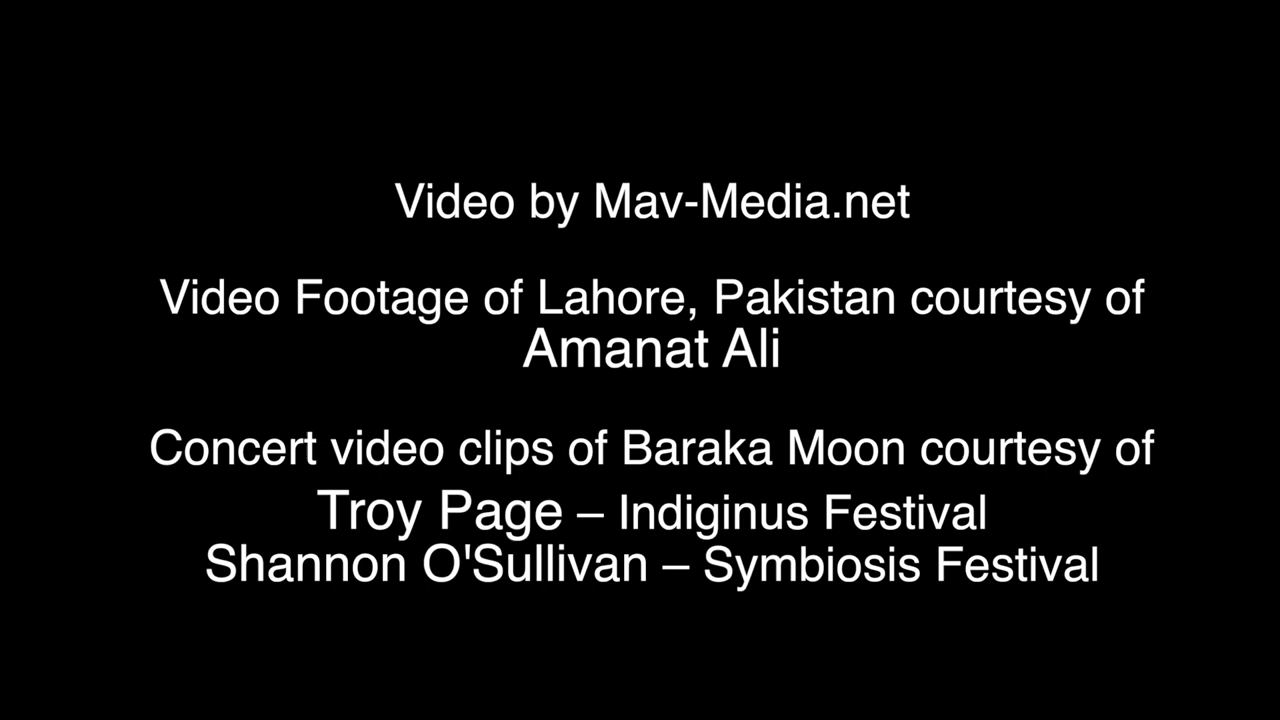 Video by Mav-Media.net
Video Footage of Lahore, Pakistan courtesy of
Amanat Ali
Concert video clips of Baraka Moon courtesy of
Troy Page – Indiginus Festival
Shannon O'Sullivan – Symbiosis Festival